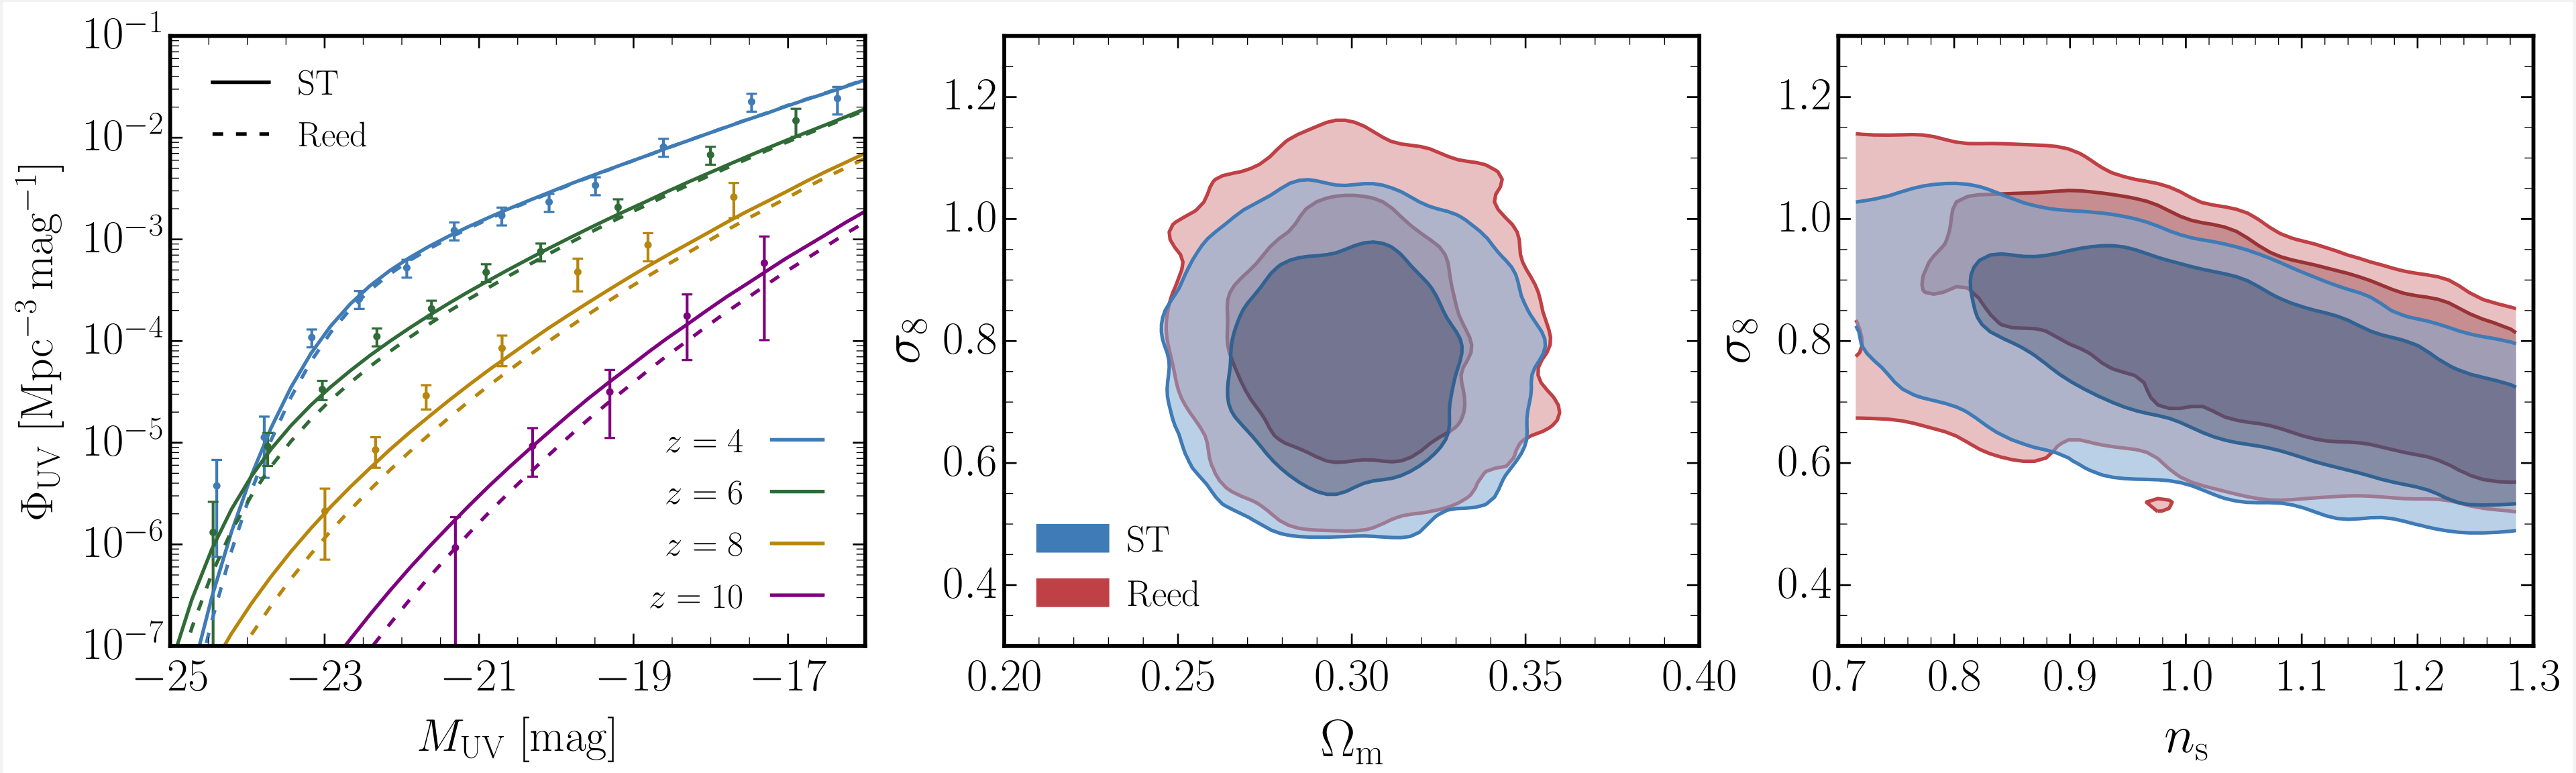 10⁻¹
10⁻²
10⁻³
10⁻⁴
10⁻⁵
10⁻⁶
10⁻⁷
Φ_UV [Mpc⁻³ mag⁻¹]
ST
Reed
z = 4
z = 6
z = 8
z = 10
−25 −23 −21 −19 −17
M_UV [mag]
1.2
1.0
0.8
0.6
0.4
σ₈
ST
Reed
0.20 0.25 0.30 0.35 0.40
Ω_m
1.2
1.0
0.8
0.6
0.4
σ₈
0.7 0.8 0.9 1.0 1.1 1.2 1.3
n_s